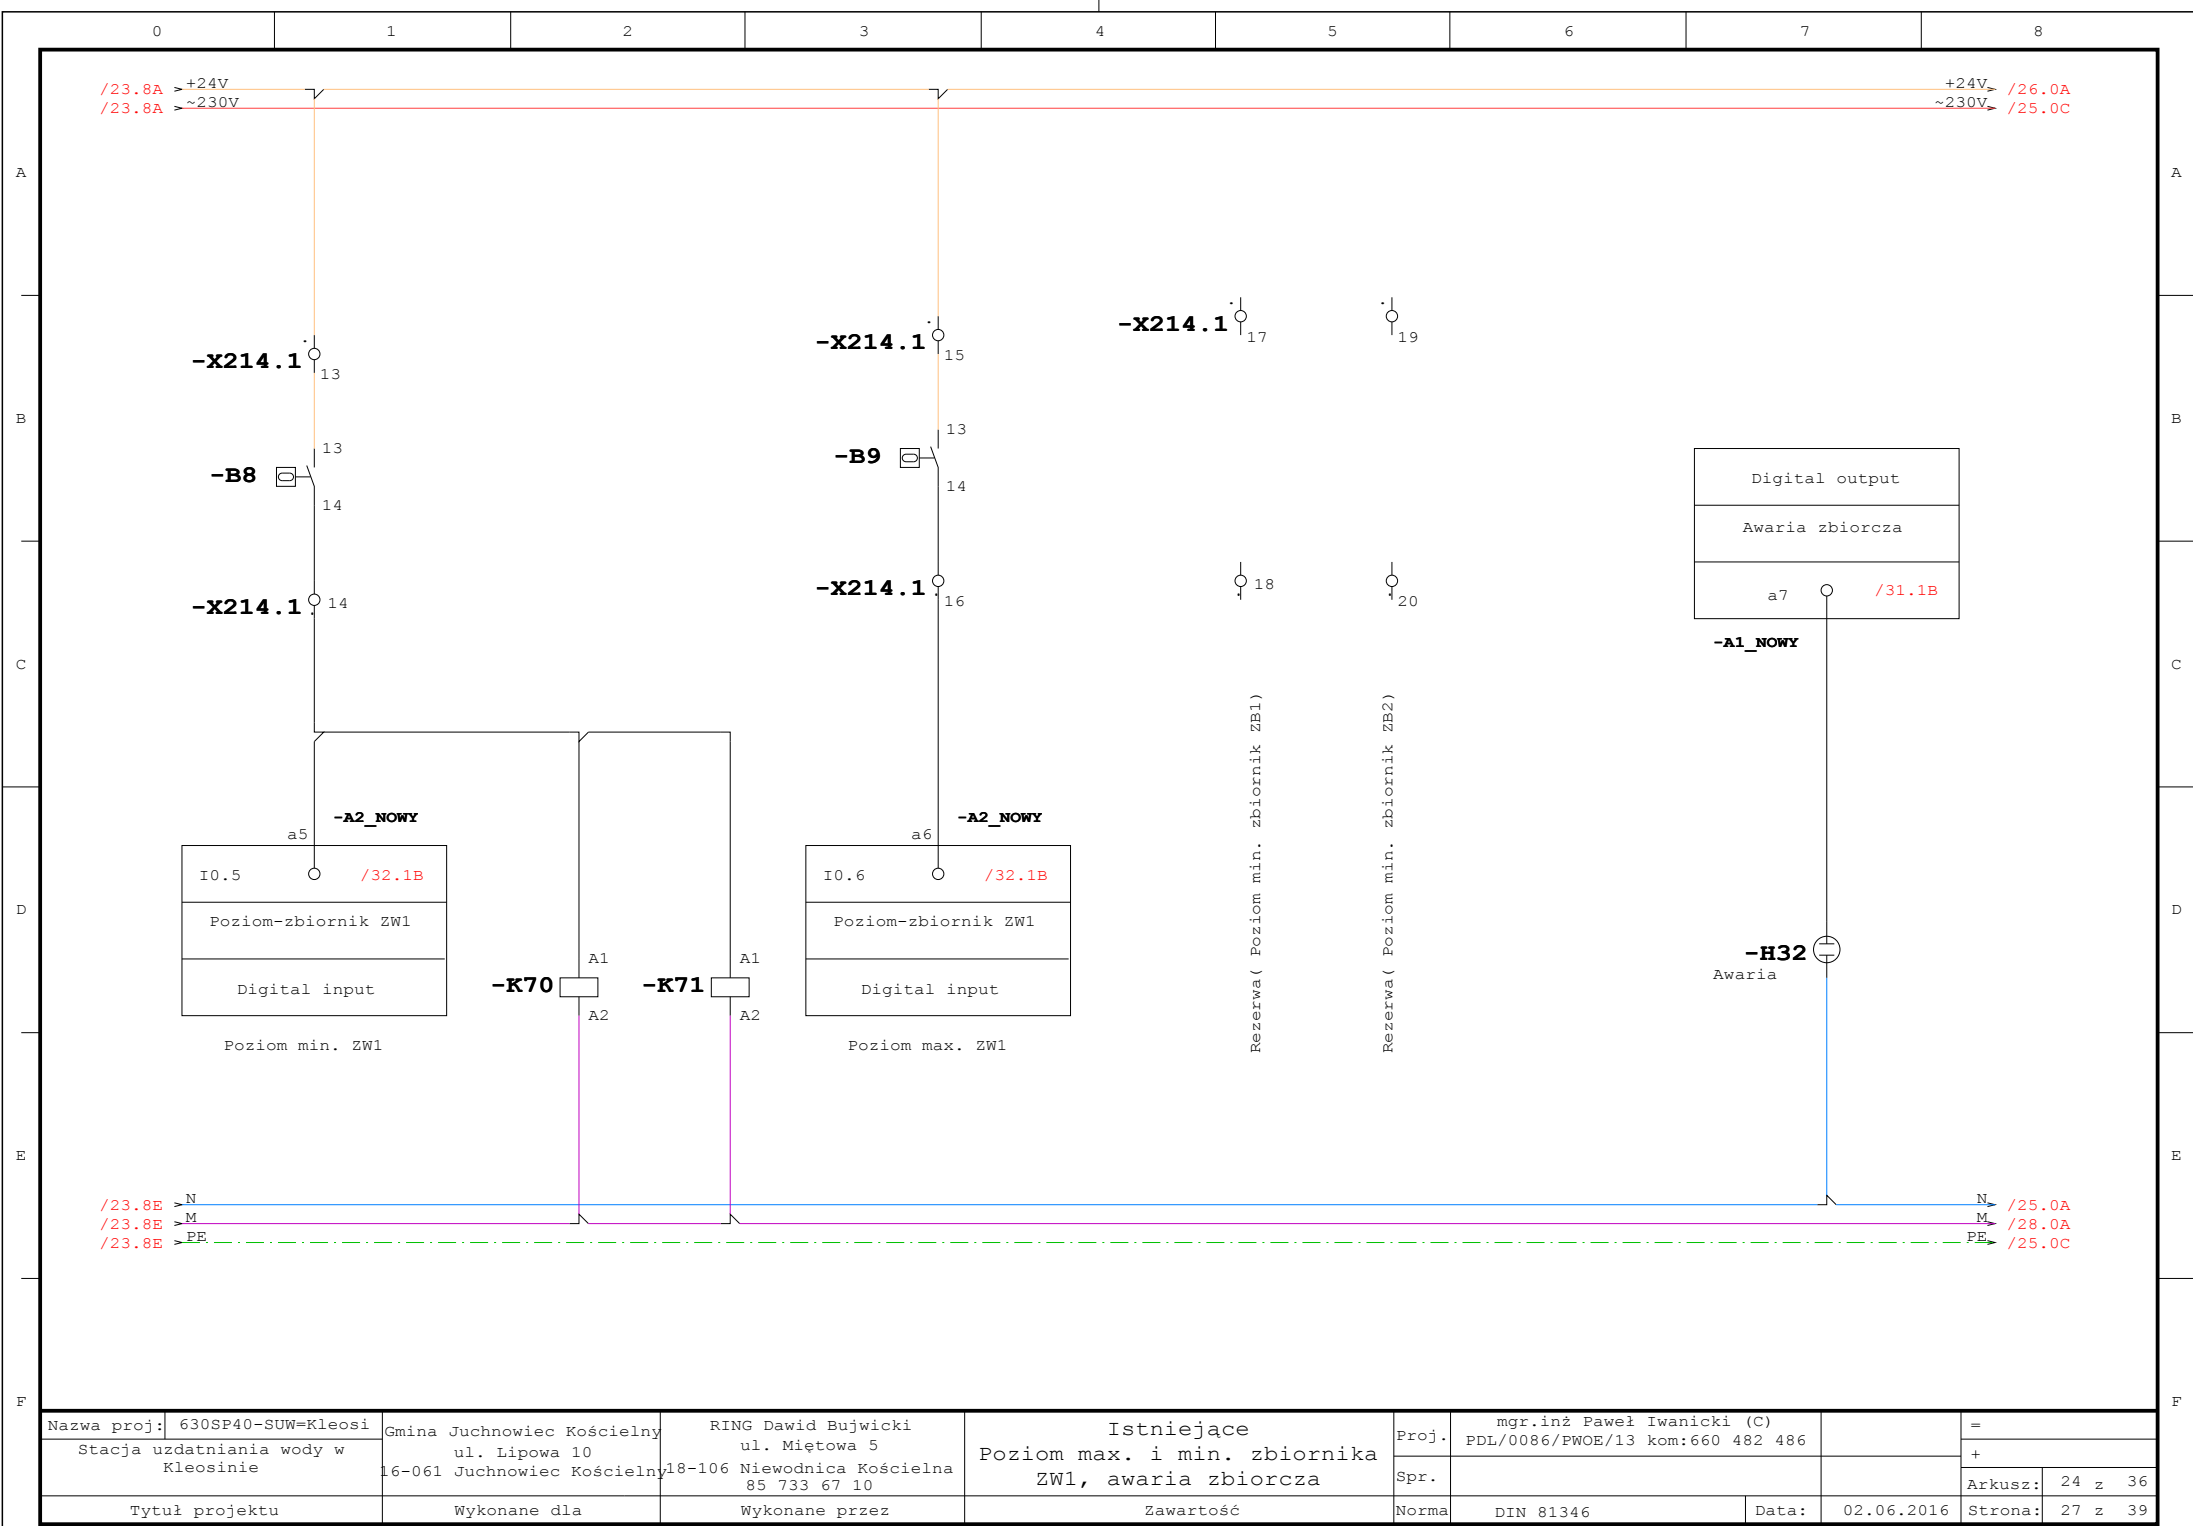 0 1 2 3 4 5 6 7 8
/23.8A +24V +24V /26.0A
/23.8A ~230V ~230V /25.0C
A A
-X214.1 13
-X214.1 15
-X214.1 17
19
B B
-B8 13 14
-B9 13 14
Digital output
Awaria zbiorcza
a7 /31.1B
-A1_NOWY
-X214.1 14
-X214.1 16
18
20
C C
Rezerwa( Poziom min. zbiornik ZB1)
Rezerwa( Poziom min. zbiornik ZB2)
-A2_NOWY
a5
I0.5 /32.1B
Poziom-zbiornik ZW1
Digital input
Poziom min. ZW1
-K70 A1 A2
-K71 A1 A2
-A2_NOWY
a6
I0.6 /32.1B
Poziom-zbiornik ZW1
Digital input
Poziom max. ZW1
-H32
Awaria
D D
E E
/23.8E N N /25.0A
/23.8E M M /28.0A
/23.8E PE PE /25.0C
F F
Nazwa proj: 630SP40-SUW=Kleosi
Stacja uzdatniania wody w
Kleosinie
Tytuł projektu
Gmina Juchnowiec Kościelny
ul. Lipowa 10
16-061 Juchnowiec Kościelny
Wykonane dla
RING Dawid Bujwicki
ul. Miętowa 5
18-106 Niewodnica Kościelna
85 733 67 10
Wykonane przez
Istniejące
Poziom max. i min. zbiornika
ZW1, awaria zbiorcza
Zawartość
Proj. mgr.inż Paweł Iwanicki (C)
PDL/0086/PWOE/13 kom:660 482 486
Spr.
Norma DIN 81346 Data: 02.06.2016
=
+
Arkusz: 24 z 36
Strona: 27 z 39